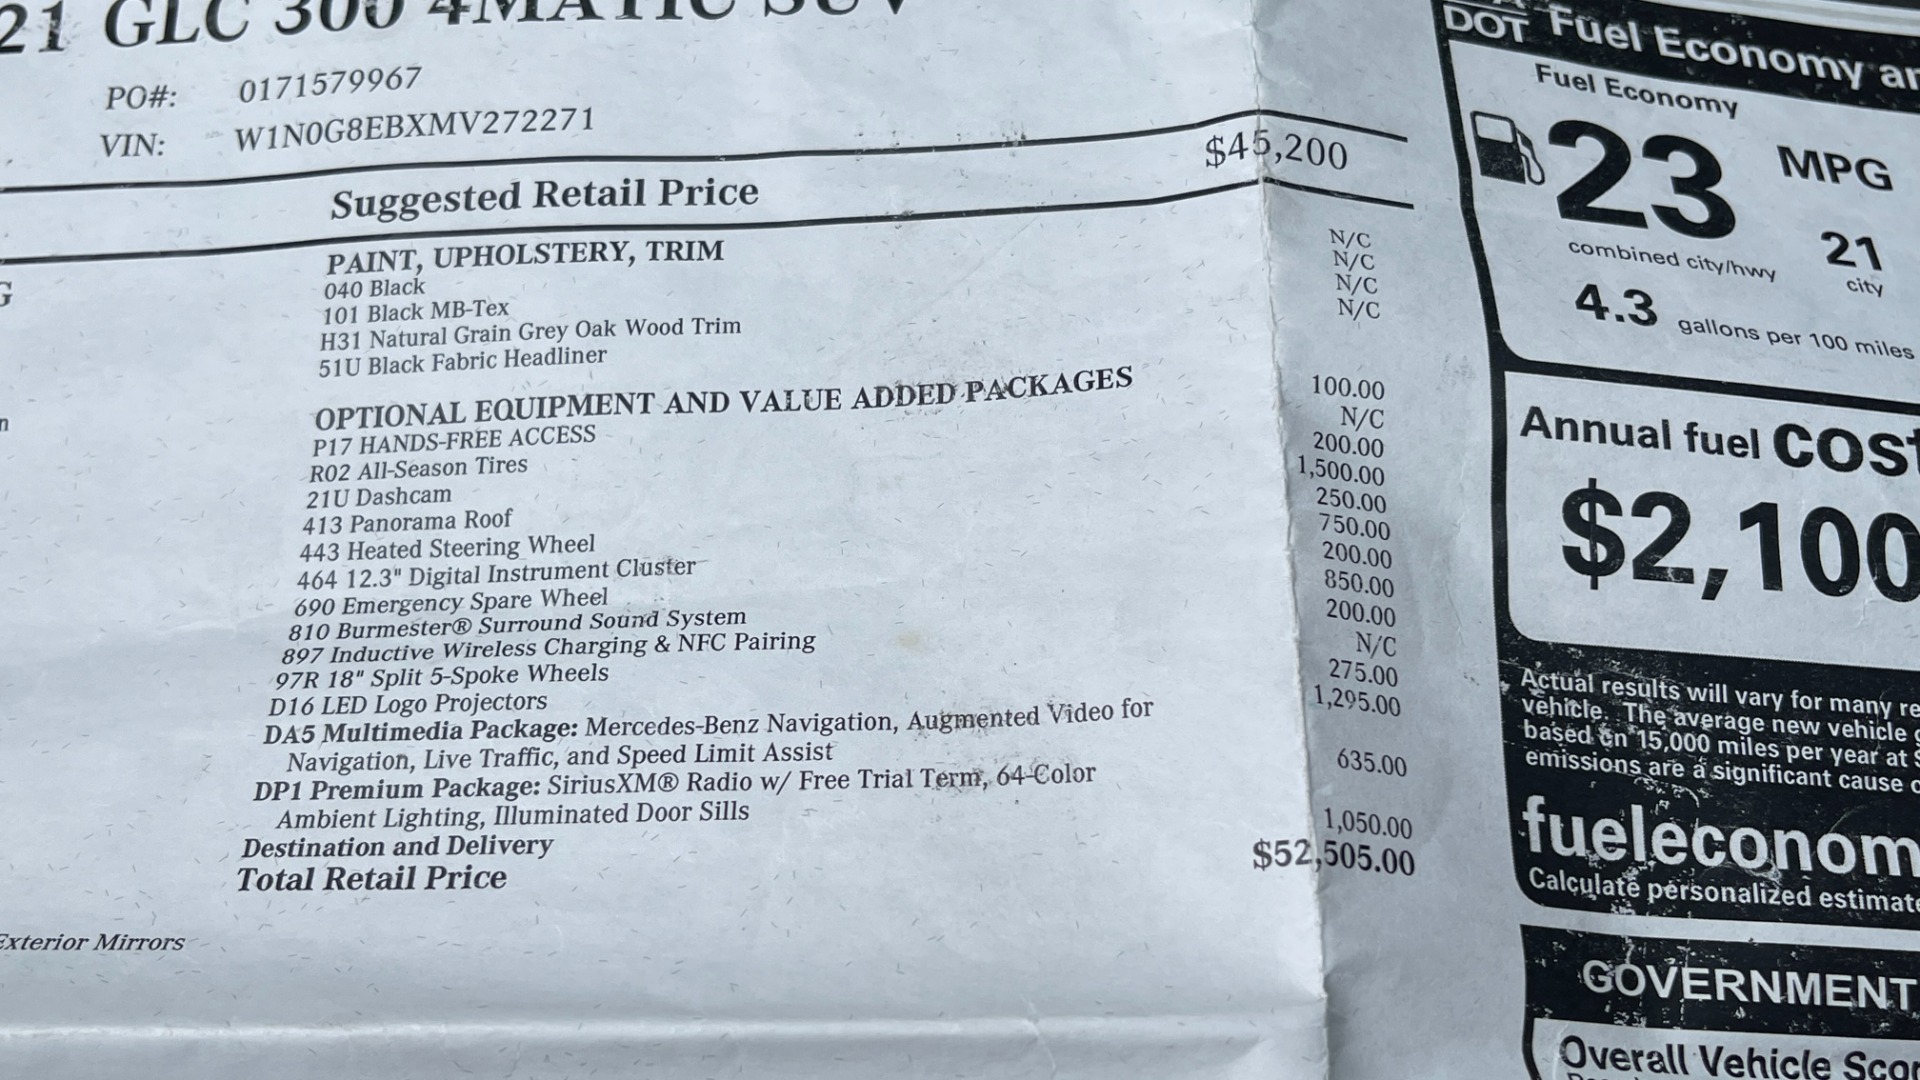 21 GLC 300 4MATIC SUV
PO#: 0171579967
VIN: W1N0G8EBXMV272271
Suggested Retail Price $45,200
PAINT, UPHOLSTERY, TRIM
040 Black N/C
101 Black MB-Tex N/C
H31 Natural Grain Grey Oak Wood Trim N/C
51U Black Fabric Headliner N/C
OPTIONAL EQUIPMENT AND VALUE ADDED PACKAGES
P17 HANDS-FREE ACCESS 100.00
R02 All-Season Tires N/C
21U Dashcam 200.00
413 Panorama Roof 1,500.00
443 Heated Steering Wheel 250.00
464 12.3" Digital Instrument Cluster 750.00
690 Emergency Spare Wheel 200.00
810 Burmester® Surround Sound System 850.00
897 Inductive Wireless Charging & NFC Pairing 200.00
97R 18" Split 5-Spoke Wheels N/C
D16 LED Logo Projectors 275.00
DA5 Multimedia Package: Mercedes-Benz Navigation, Augmented Video for 1,295.00
Navigation, Live Traffic, and Speed Limit Assist
DP1 Premium Package: SiriusXM® Radio w/ Free Trial Term, 64-Color 635.00
Ambient Lighting, Illuminated Door Sills
Destination and Delivery 1,050.00
Total Retail Price $52,505.00
Exterior Mirrors
DOT Fuel Economy
Fuel Economy
23 MPG
combined city/hwy
21
city
4.3 gallons per 100 miles
Annual fuel cost
$2,100
Actual results will vary for many
vehicle. The average new vehicle
based on 15,000 miles per year at
emissions are a significant cause
fueleconom
Calculate personalized
GOVERNMENT
Overall Vehicle